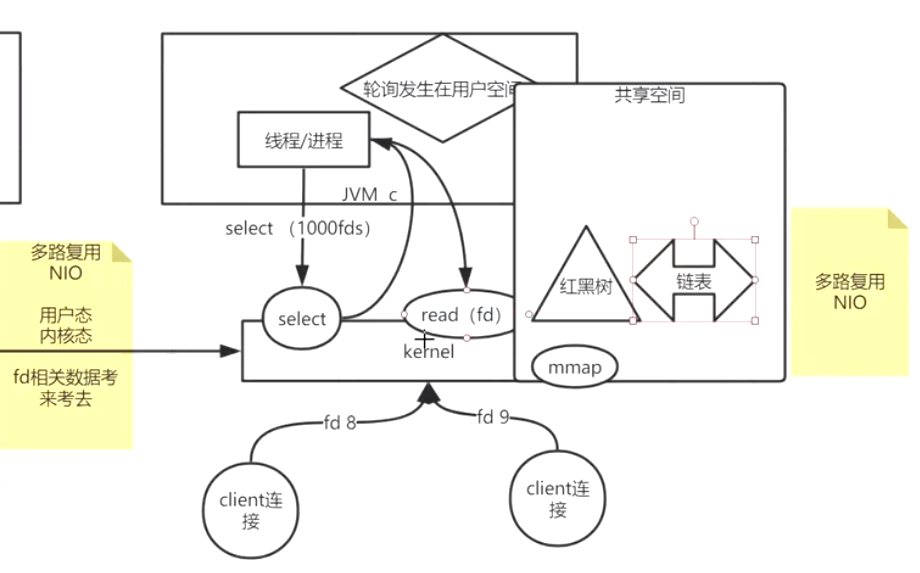 轮询发生在用户空间
共享空间
线程/进程
JVM c
select （1000fds）
多路复用
NIO
用户态
内核态
fd相关数据考
来考去
select
read（fd）
kernel
红黑树
链表
mmap
多路复用
NIO
fd 8
fd 9
client连
接
client连
接